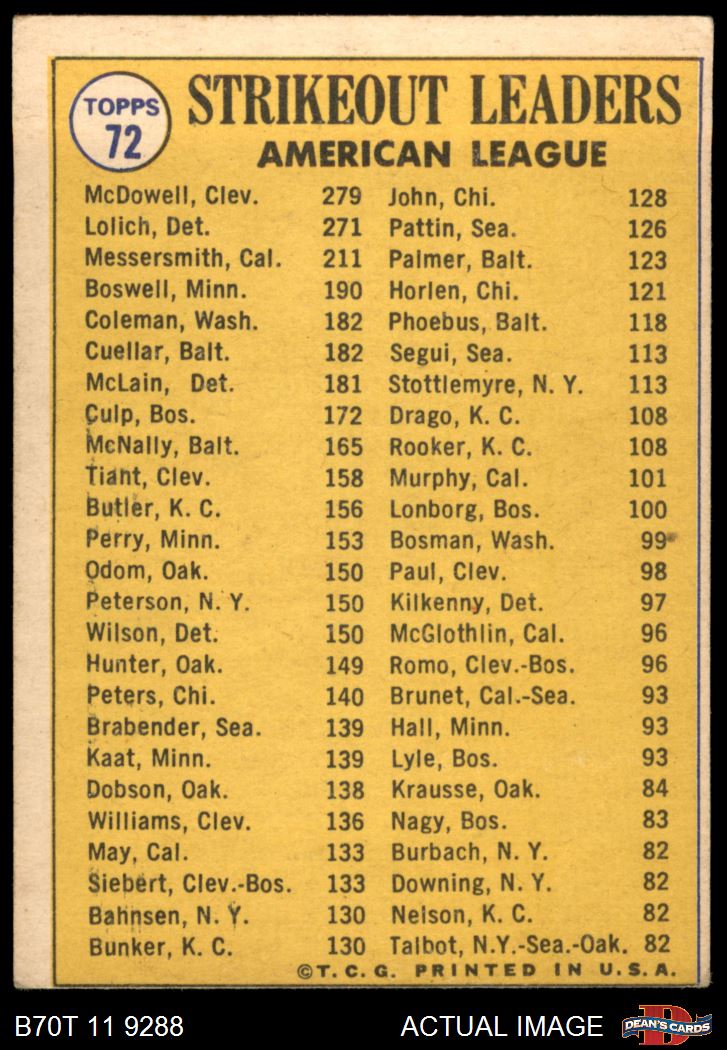 TOPPS
72
STRIKEOUT LEADERS
AMERICAN LEAGUE
McDowell, Clev. 279
Lolich, Det. 271
Messersmith, Cal. 211
Boswell, Minn. 190
Coleman, Wash. 182
Cuellar, Balt. 182
McLain, Det. 181
Culp, Bos. 172
McNally, Balt. 165
Tiant, Clev. 158
Butler, K. C. 156
Perry, Minn. 153
Odom, Oak. 150
Peterson, N. Y. 150
Wilson, Det. 150
Hunter, Oak. 149
Peters, Chi. 140
Brabender, Sea. 139
Kaat, Minn. 139
Dobson, Oak. 138
Williams, Clev. 136
May, Cal. 133
Siebert, Clev.-Bos. 133
Bahnsen, N. Y. 130
Bunker, K. C. 130
John, Chi. 128
Pattin, Sea. 126
Palmer, Balt. 123
Horlen, Chi. 121
Phoebus, Balt. 118
Segui, Sea. 113
Stottlemyre, N. Y. 113
Drago, K. C. 108
Rooker, K. C. 108
Murphy, Cal. 101
Lonborg, Bos. 100
Bosman, Wash. 99
Paul, Clev. 98
Kilkenny, Det. 97
McGlothlin, Cal. 96
Romo, Clev.-Bos. 96
Brunet, Cal.-Sea. 93
Hall, Minn. 93
Lyle, Bos. 93
Krausse, Oak. 84
Nagy, Bos. 83
Burbach, N. Y. 82
Downing, N. Y. 82
Nelson, K. C. 82
Talbot, N.Y.-Sea.-Oak. 82
©T. C. G. PRINTED IN U. S. A.
B70T 11 9288
ACTUAL IMAGE
D
DEAN'S CARDS